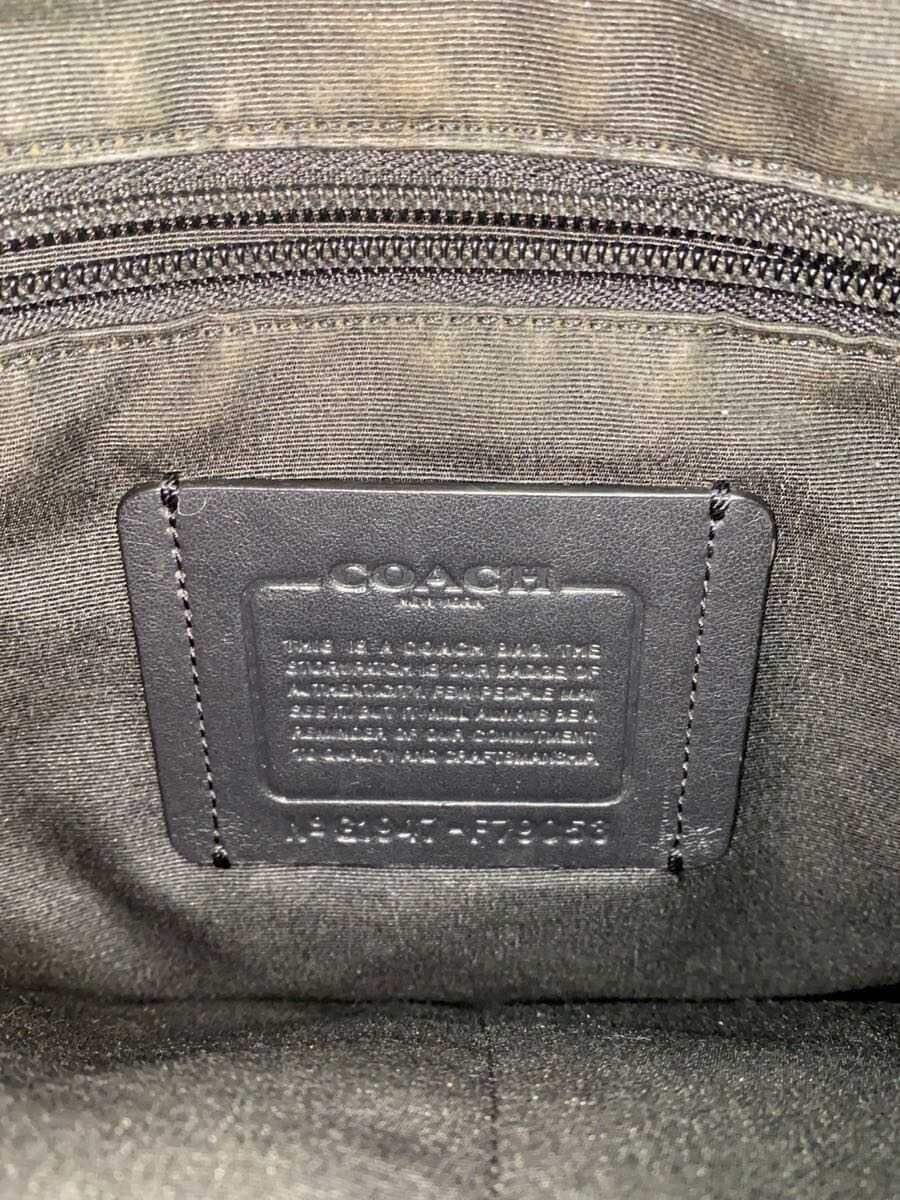 COACH
NEW YORK
THIS IS A COACH BAG. THE
STORYPATCH IS OUR BADGE OF
AUTHENTICITY. FEW PEOPLE MAY
SEE IT, BUT IT WILL ALWAYS BE A
REMINDER OF OUR COMMITMENT
TO QUALITY AND CRAFTSMANSHIP.